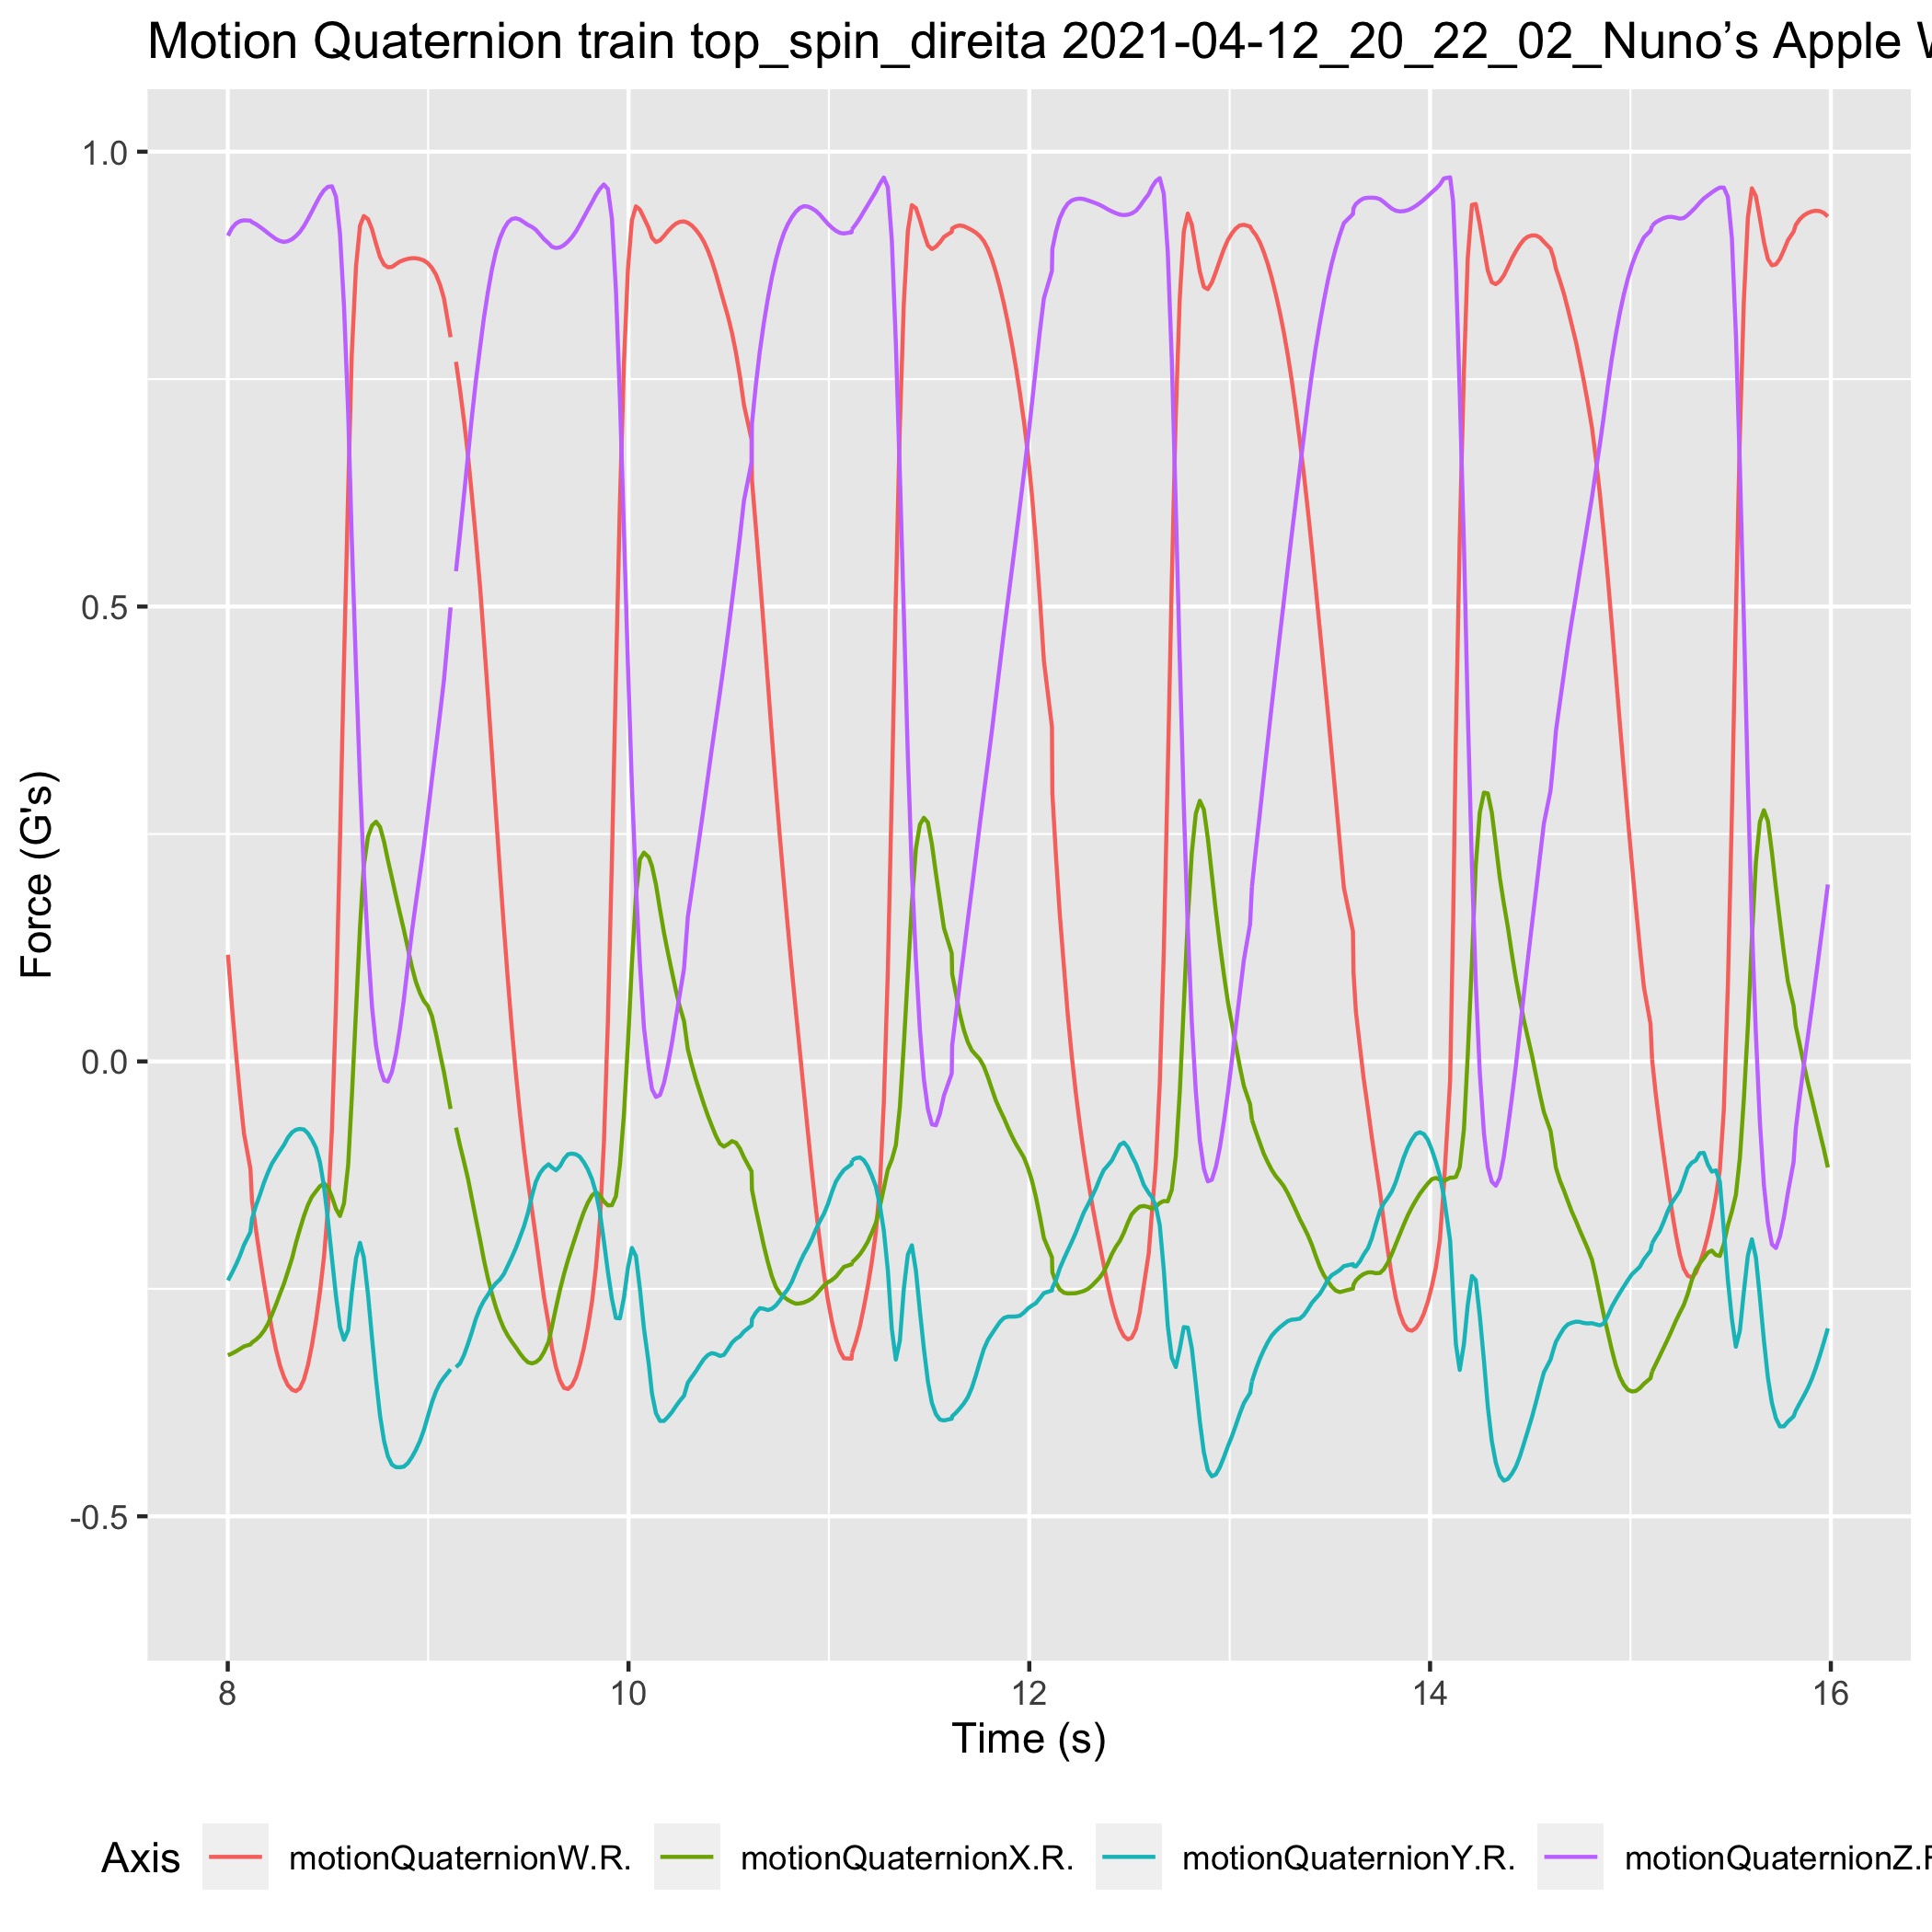 Motion Quaternion train top_spin_direita 2021-04-12_20_22_02_Nuno’s Apple
1.0
0.5
0.0
-0.5
Force (G's)
8 10 12 14 16
Time (s)
Axis motionQuaternionW.R. motionQuaternionX.R. motionQuaternionY.R. motionQuaternionZ.